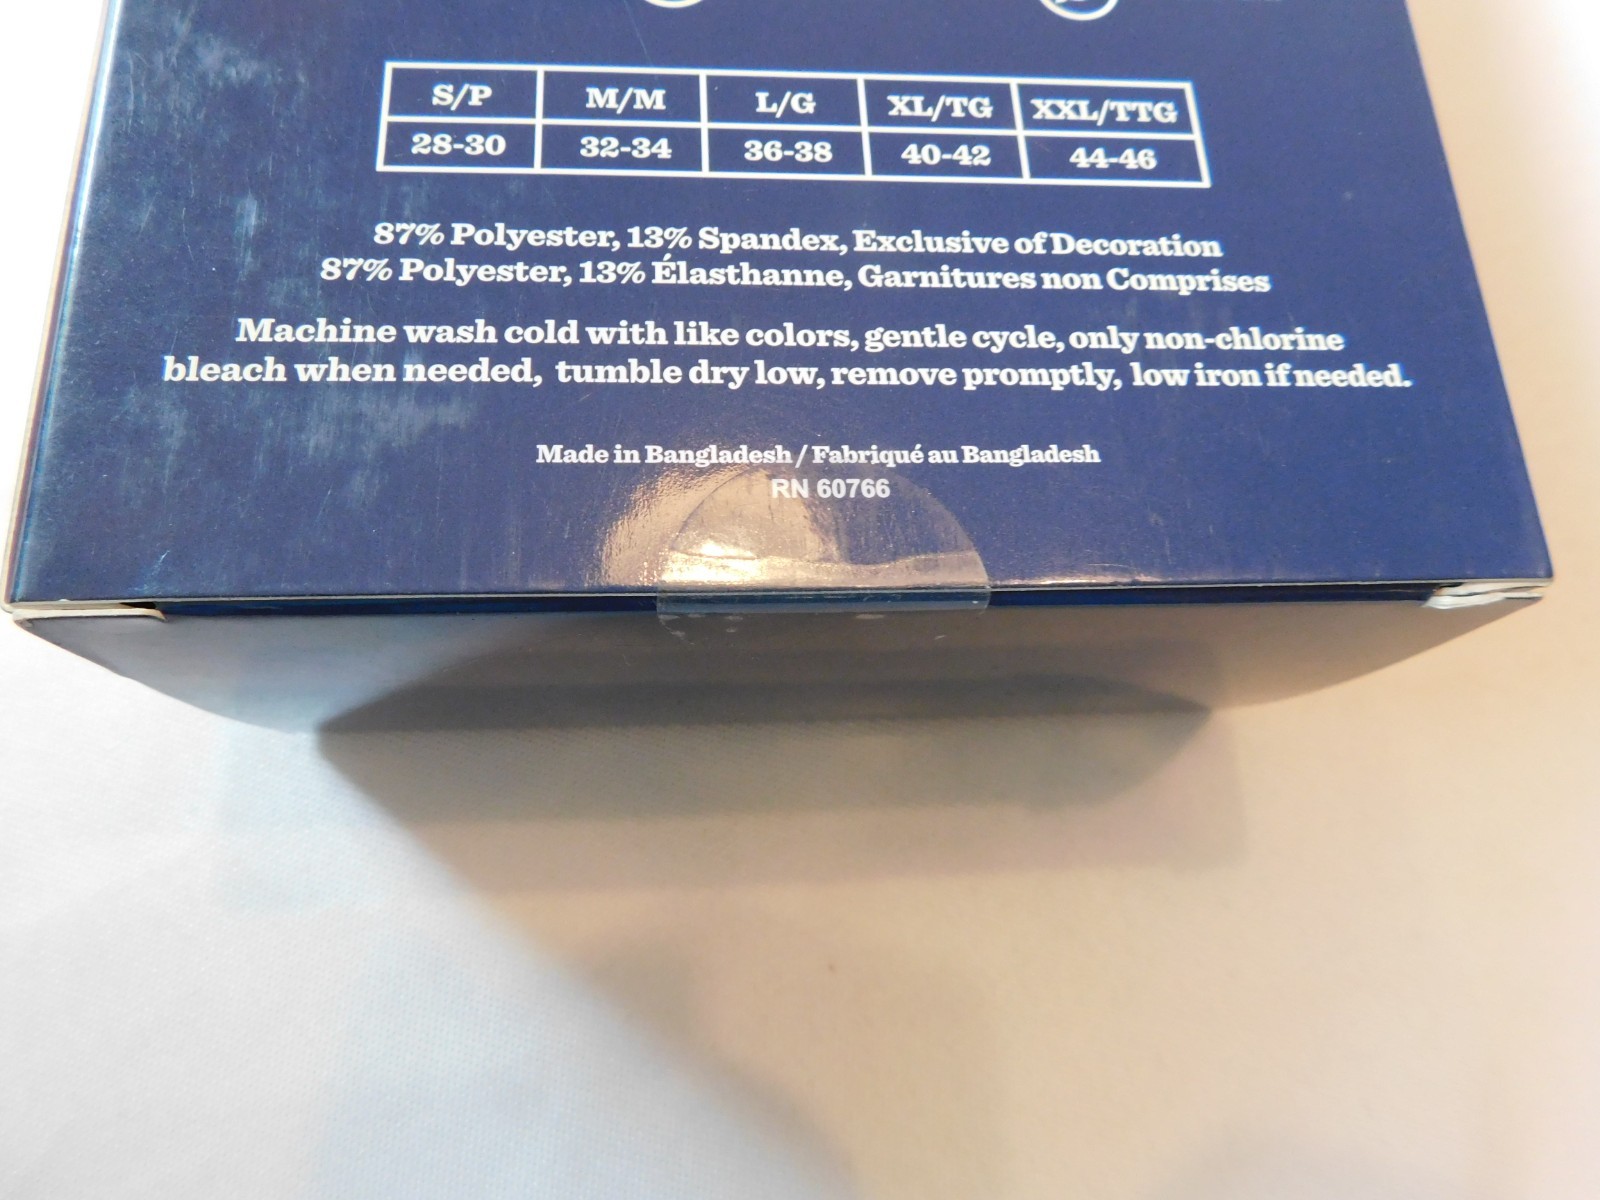 S/P M/M L/G XL/TG XXL/TTG
28-30 32-34 36-38 40-42 44-46
87% Polyester, 13% Spandex, Exclusive of Decoration
87% Polyester, 13% Élasthanne, Garnitures non Comprises
Machine wash cold with like colors, gentle cycle, only non-chlorine
bleach when needed, tumble dry low, remove promptly, low iron if needed.
Made in Bangladesh / Fabriqué au Bangladesh
RN 60766